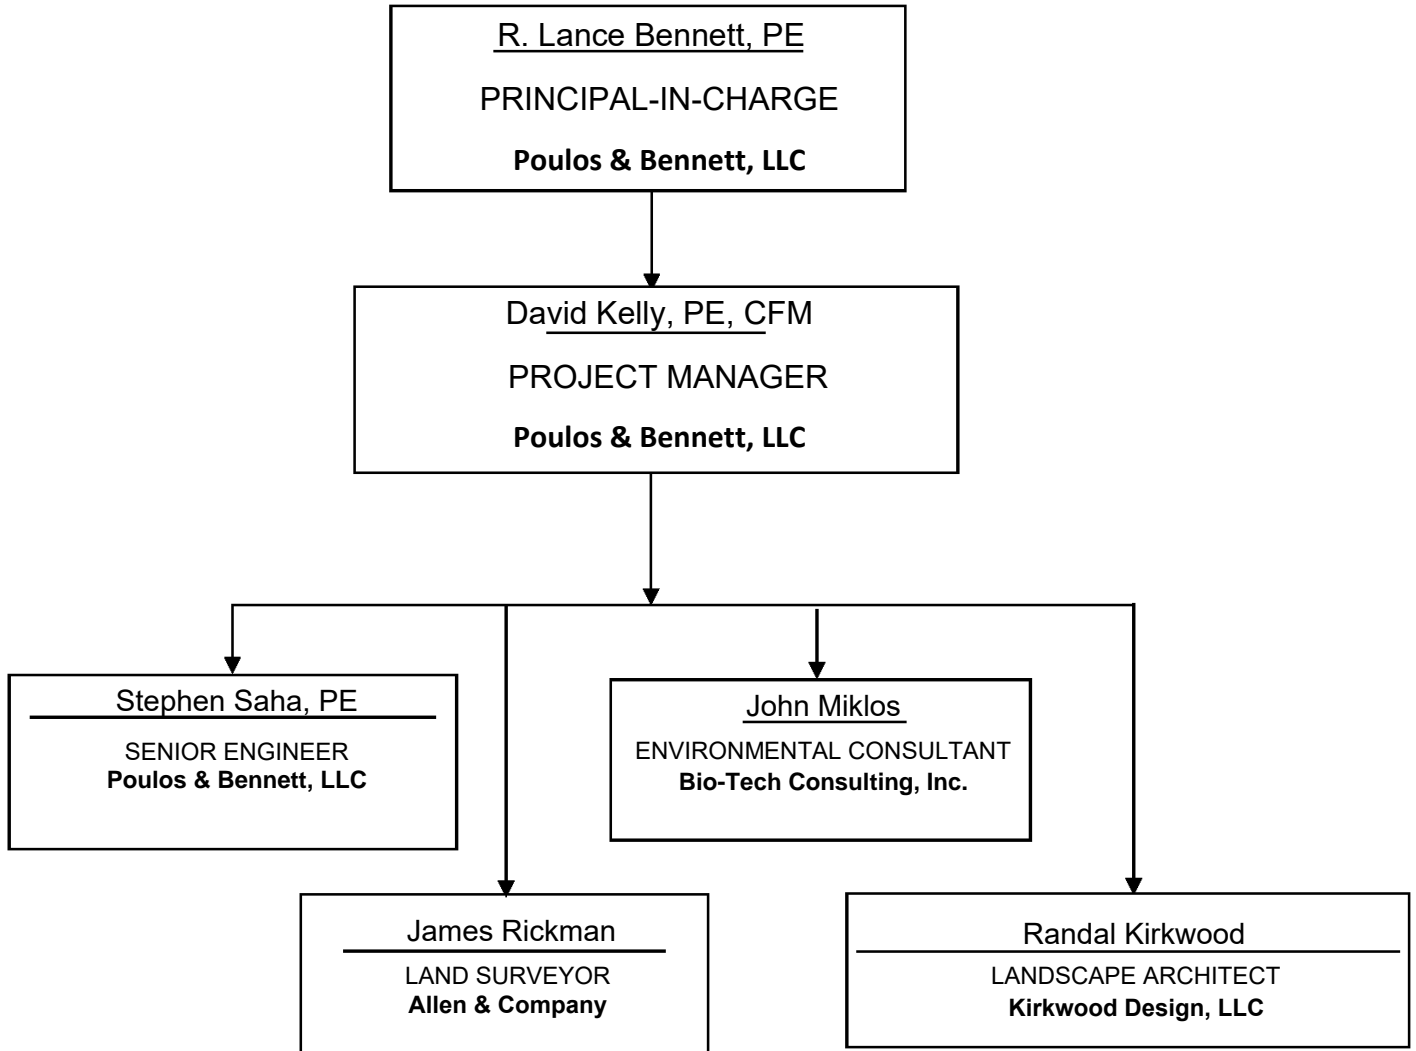 R. Lance Bennett, PE
PRINCIPAL-IN-CHARGE
Poulos & Bennett, LLC
David Kelly, PE, CFM
PROJECT MANAGER
Poulos & Bennett, LLC
Stephen Saha, PE
SENIOR ENGINEER
Poulos & Bennett, LLC
John Miklos
ENVIRONMENTAL CONSULTANT
Bio-Tech Consulting, Inc.
James Rickman
LAND SURVEYOR
Allen & Company
Randal Kirkwood
LANDSCAPE ARCHITECT
Kirkwood Design, LLC